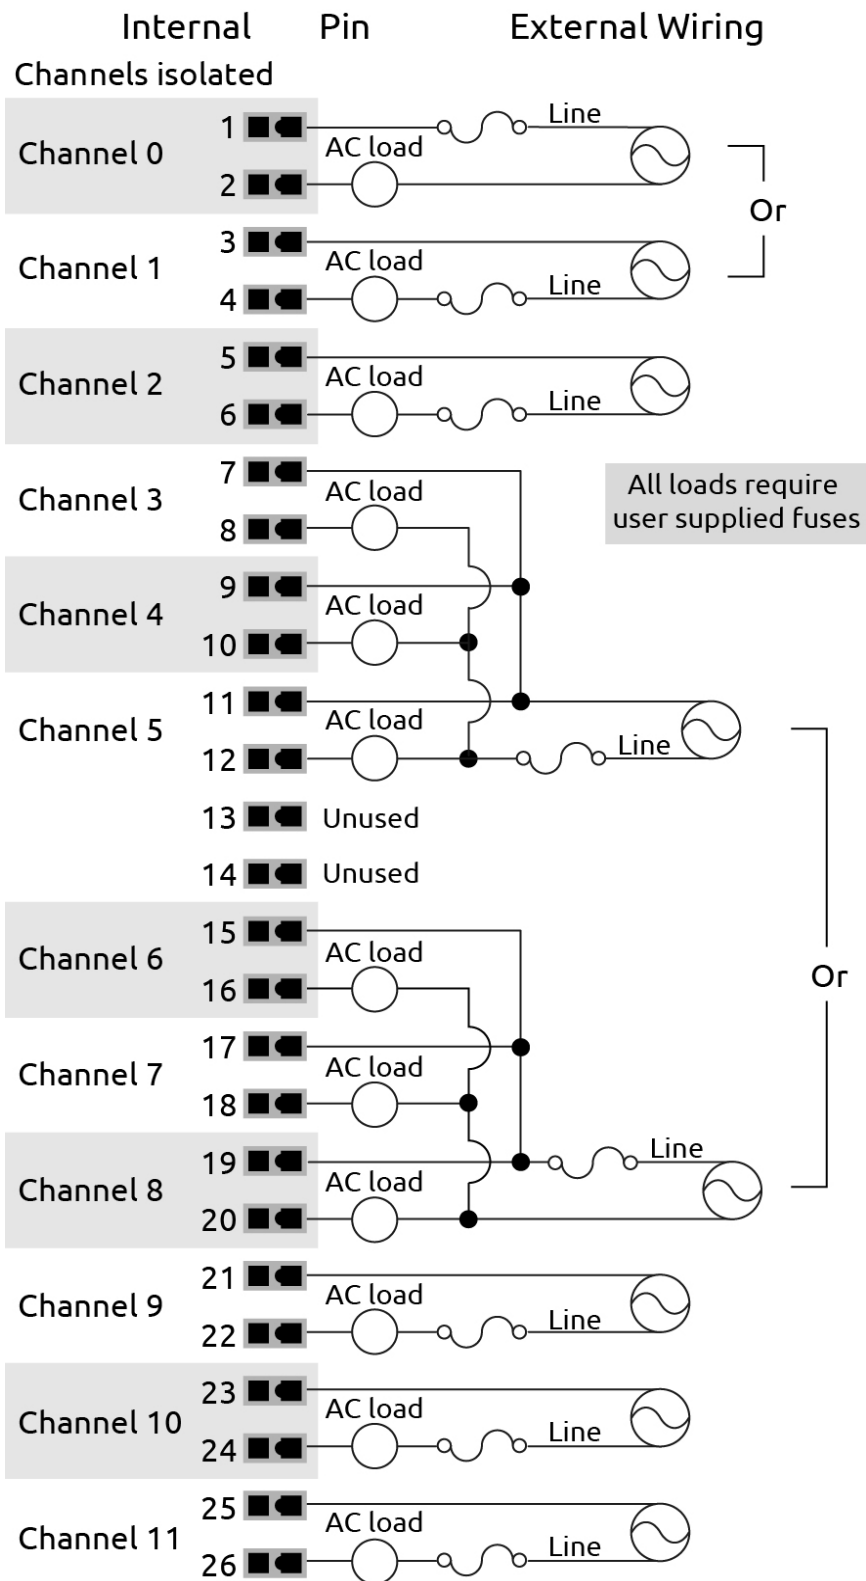 Internal Pin External Wiring
Channels isolated
Channel 0
1
Line
AC load
2
Or
Channel 1
3
AC load
4
Line
Channel 2
5
AC load
6
Line
Channel 3
7
AC load
8
All loads require
user supplied fuses
Channel 4
9
AC load
10
Channel 5
11
AC load
12
Line
13 Unused
14 Unused
Channel 6
15
AC load
16
Or
Channel 7
17
AC load
18
Channel 8
19
Line
AC load
20
Channel 9
21
AC load
22
Line
Channel 10
23
AC load
24
Line
Channel 11
25
AC load
26
Line